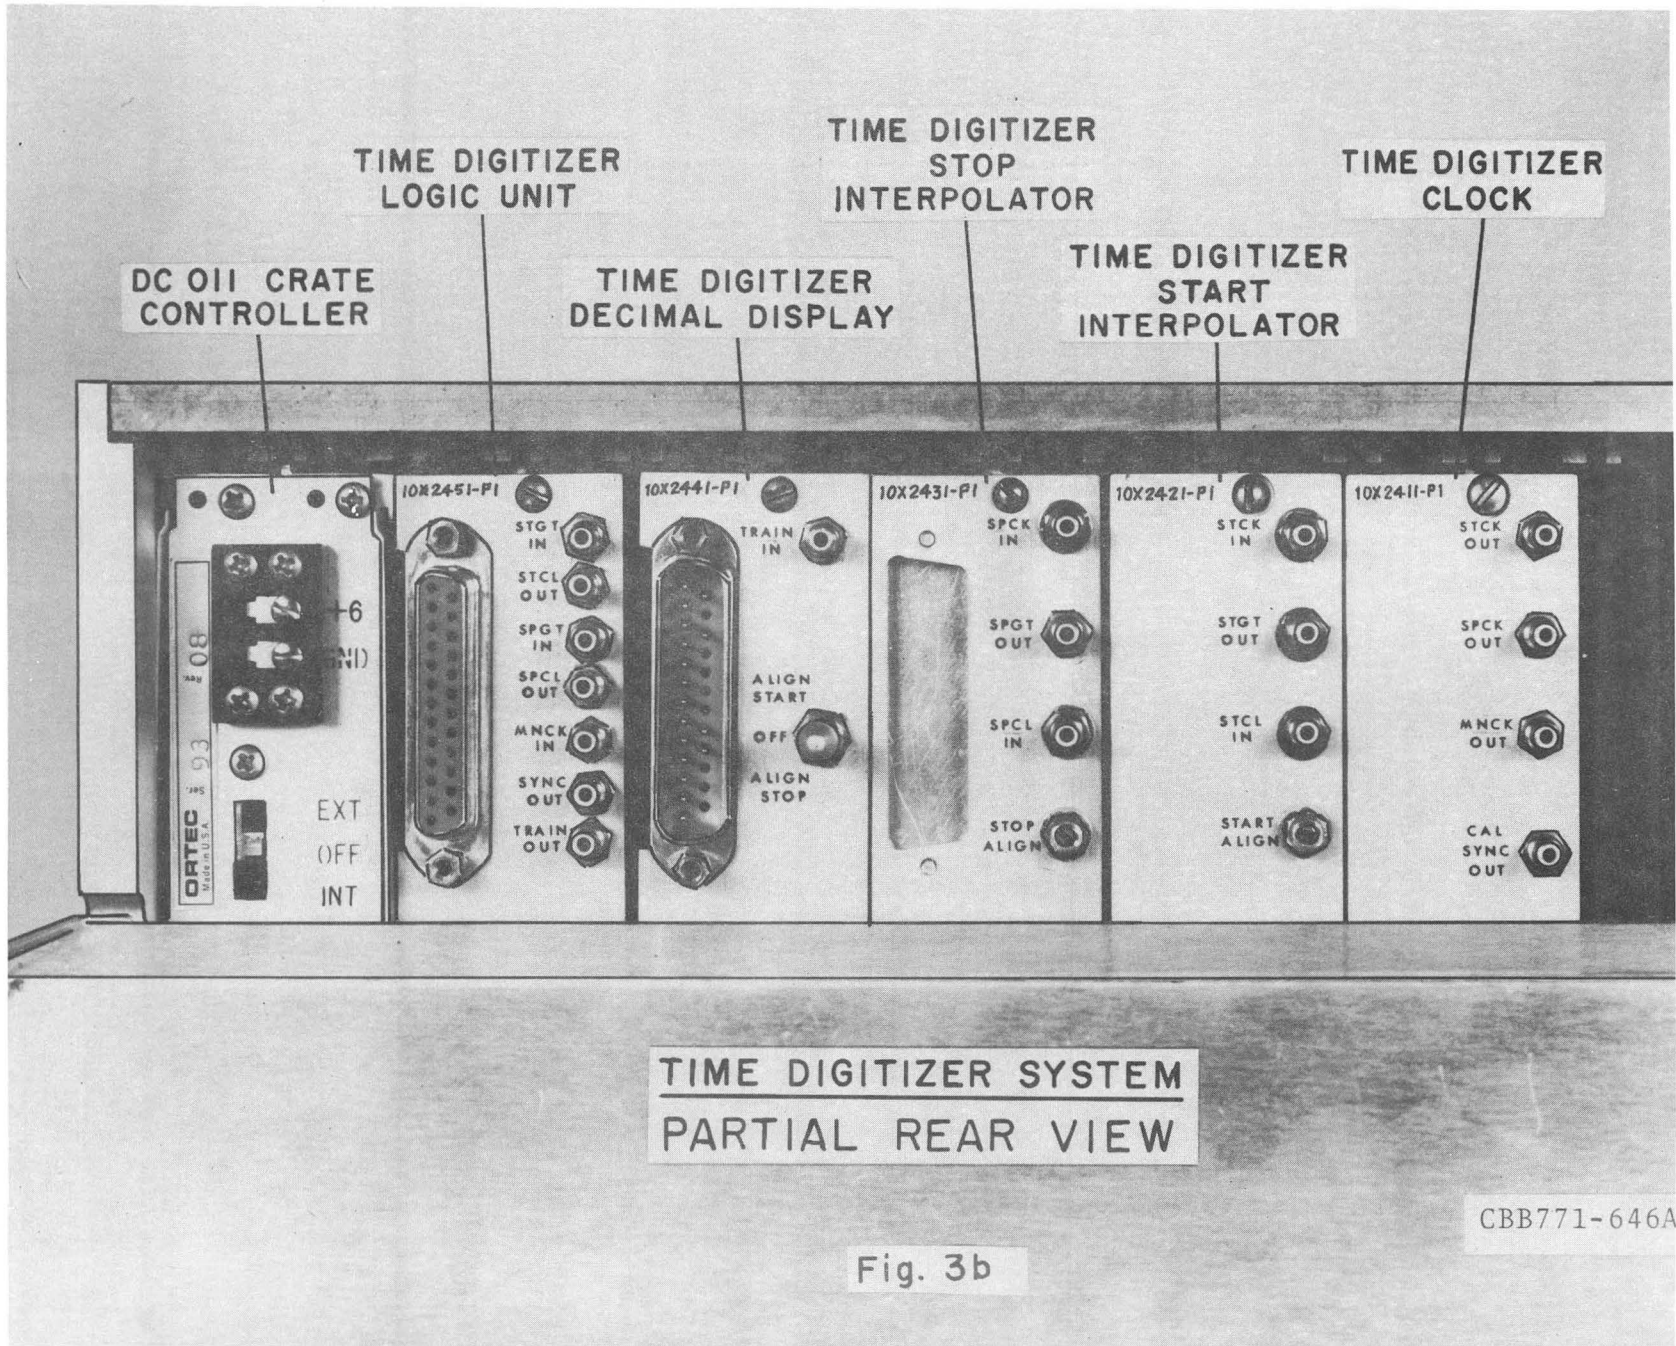 TIME DIGITIZER
LOGIC UNIT
TIME DIGITIZER
STOP
INTERPOLATOR
TIME DIGITIZER
CLOCK
DC 011 CRATE
CONTROLLER
TIME DIGITIZER
DECIMAL DISPLAY
TIME DIGITIZER
START
INTERPOLATOR
+6
GND
Rev. 08
Ser. 93
ORTEC
Made in U.S.A.
EXT
OFF
INT
10X2451-P1
STGT
IN
STCL
OUT
SPGT
IN
SPCL
OUT
MNCK
IN
SYNC
OUT
TRAIN
OUT
10X2441-P1
TRAIN
IN
ALIGN
START
OFF
ALIGN
STOP
10X2431-P1
SPCK
IN
SPGT
OUT
SPCL
IN
STOP
ALIGN
10X2421-P1
STCK
IN
STGT
OUT
STCL
IN
START
ALIGN
10X2411-P1
STCK
OUT
SPCK
OUT
MNCK
OUT
CAL
SYNC
OUT
TIME DIGITIZER SYSTEM
PARTIAL REAR VIEW
CBB771-646A
Fig. 3b